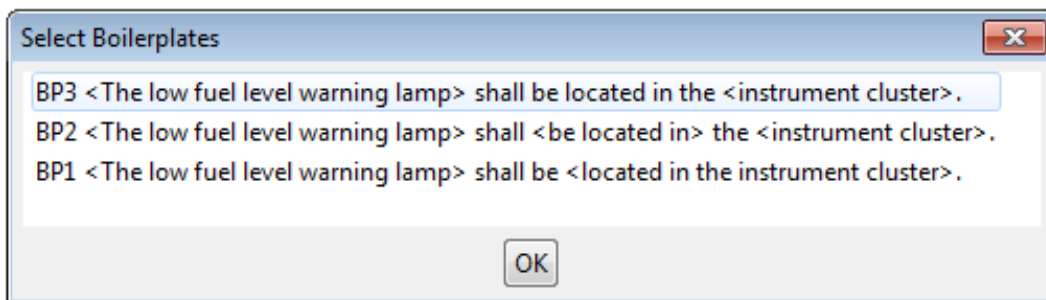 Select Boilerplates
BP3 <The low fuel level warning lamp> shall be located in the <instrument cluster>.
BP2 <The low fuel level warning lamp> shall <be located in> the <instrument cluster>.
BP1 <The low fuel level warning lamp> shall be <located in the instrument cluster>.
OK